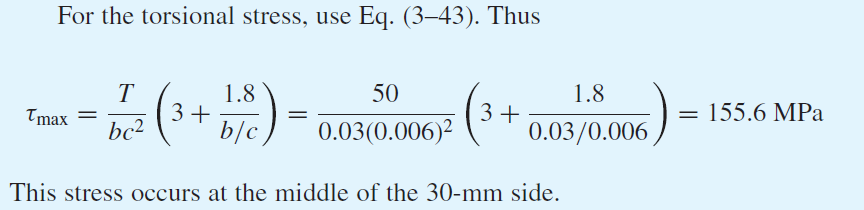 For the torsional stress, use Eq. (3–43). Thus
τmax = T/bc² (3 + 1.8/b/c) = 50/0.03(0.006)² (3 + 1.8/0.03/0.006) = 155.6 MPa
This stress occurs at the middle of the 30-mm side.